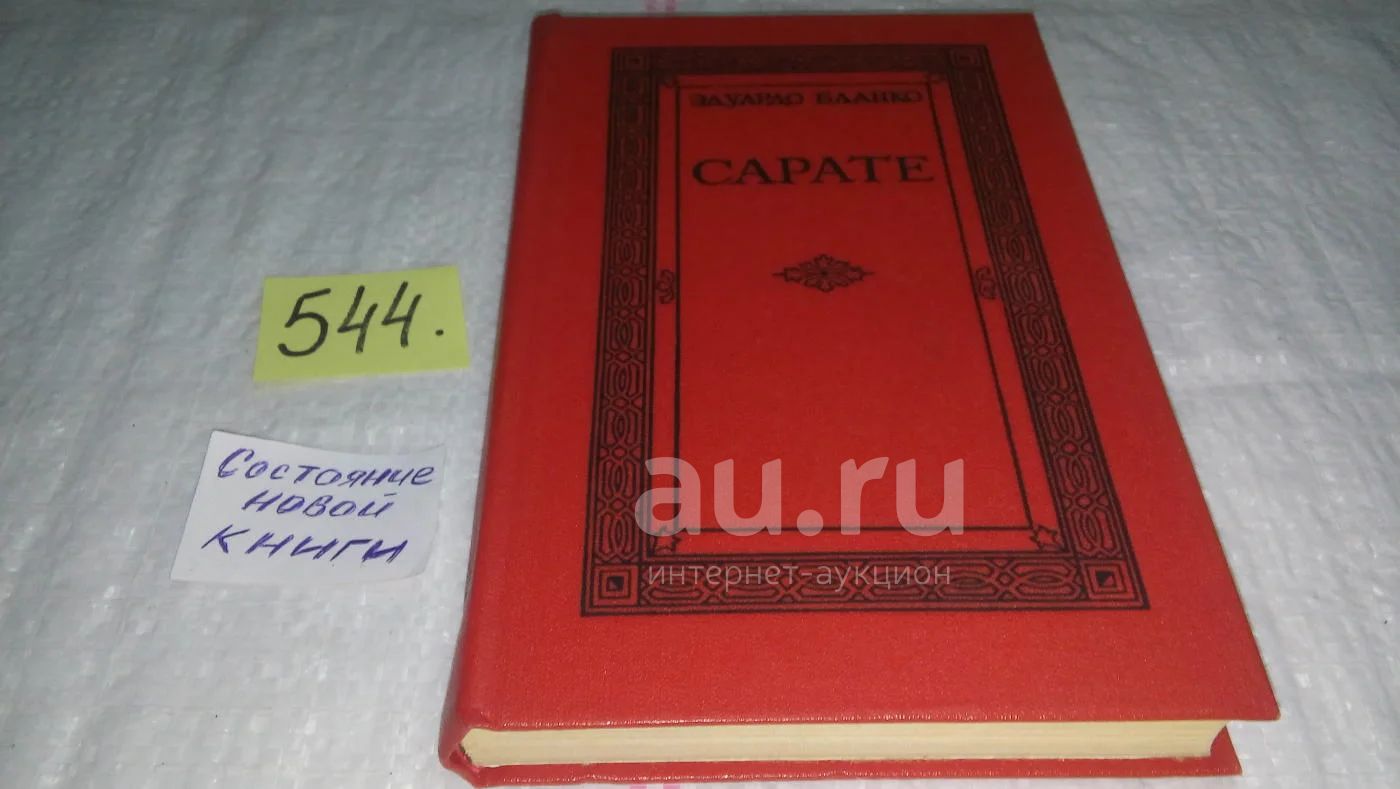 ЭДУАРДО БЛАНКО
САРАТЕ
544.
Состояние
новой
книги
au.ru
интернет-аукцион